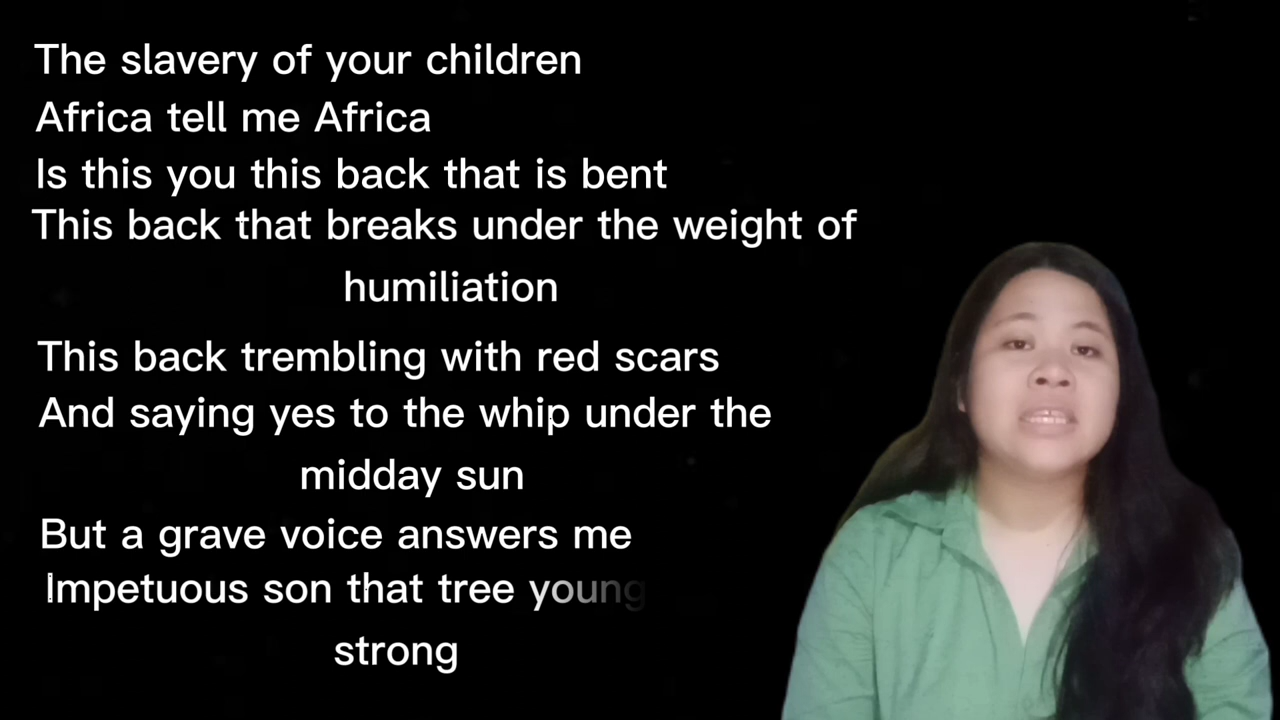 The slavery of your children
Africa tell me Africa
Is this you this back that is bent
This back that breaks under the weight of
humiliation
This back trembling with red scars
And saying yes to the whip under the
midday sun
But a grave voice answers me
Impetuous son that tree young
strong